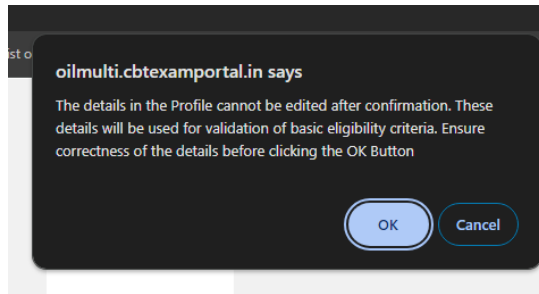 ist o
oilmulti.cbtexamportal.in says
The details in the Profile cannot be edited after confirmation. These
details will be used for validation of basic eligibility criteria. Ensure
correctness of the details before clicking the OK Button
OK
Cancel